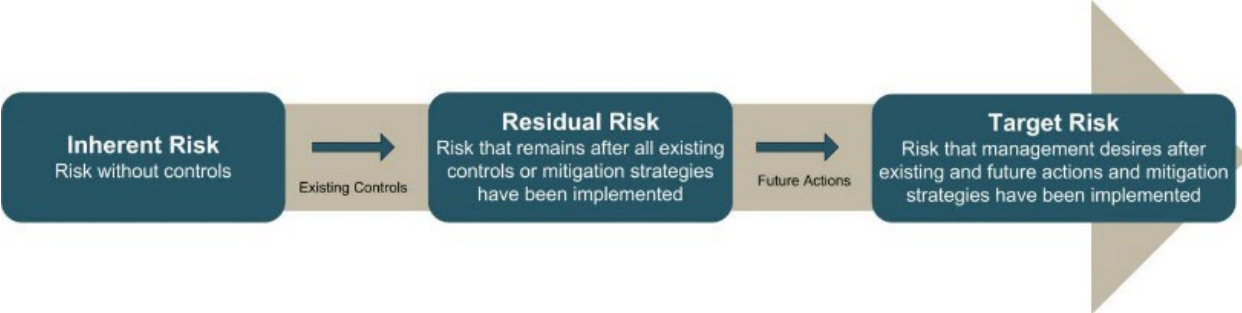 Inherent Risk
Risk without controls
Existing Controls
Residual Risk
Risk that remains after all existing
controls or mitigation strategies
have been implemented
Future Actions
Target Risk
Risk that management desires after
existing and future actions and mitigation
strategies have been implemented